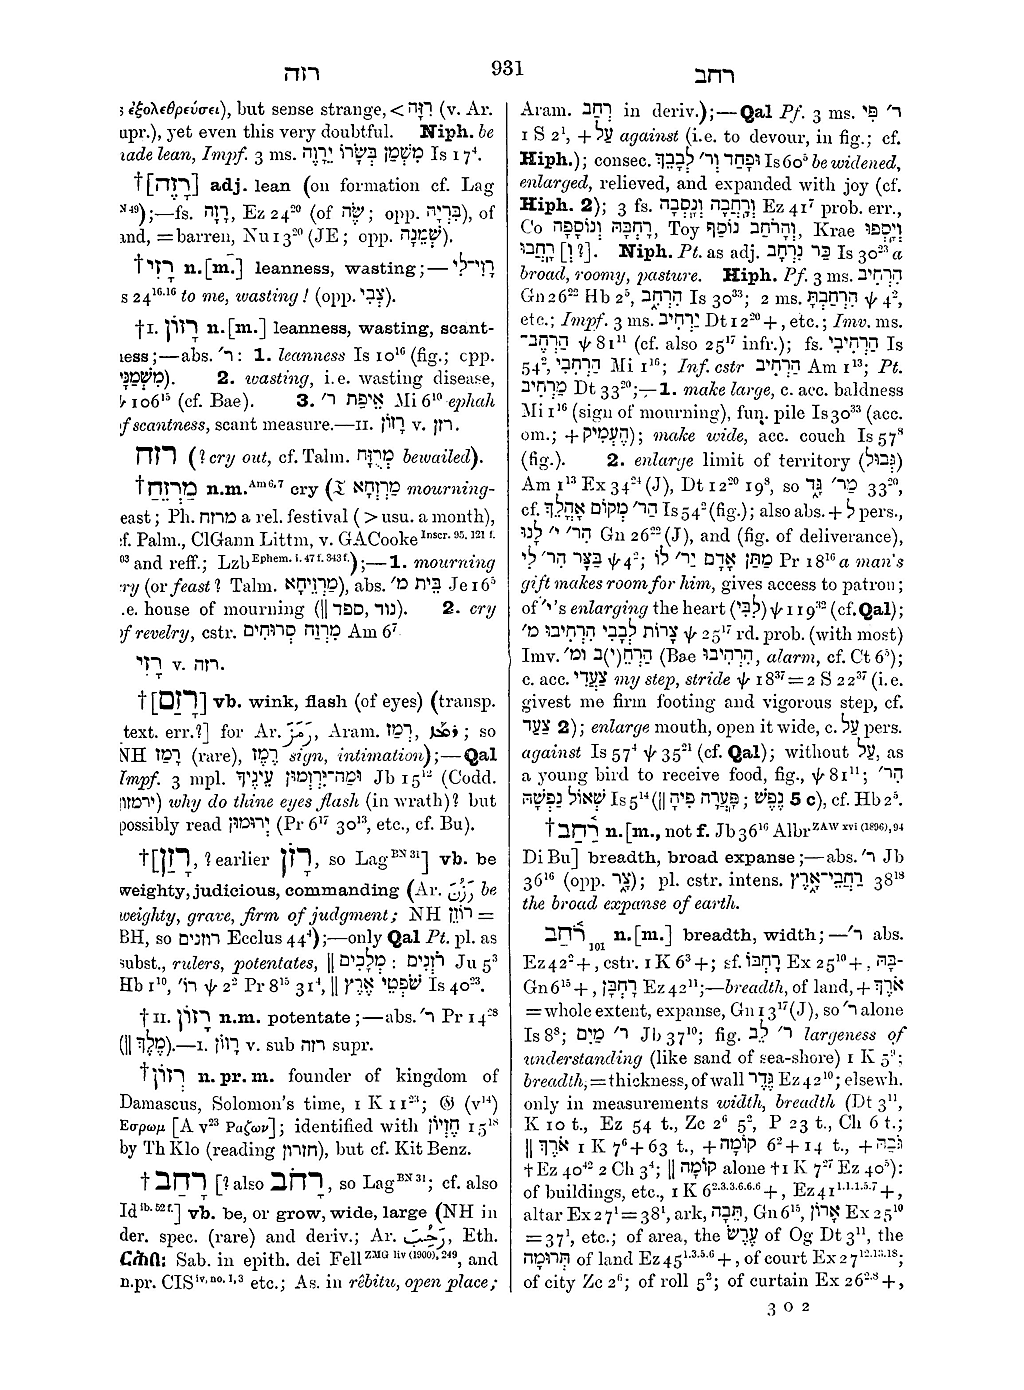 רזה 931 רחב
s ἐξολεθρεύσει), but sense strange, < רָזָה (v. Ar.
upr.), yet even this very doubtful. Niph. be
nade lean, Impf. 3 ms. מִשְׁמַן בְּשָׂרוֹ יֵרָזֶה Is 17⁴.
†[רָזֶה] adj. lean (on formation cf. Lag
N 49);—fs. רָזָה, Ez 24²⁰ (of שֶׂה; opp. בִּרְיָה), of
and, = barren, Nu 13²⁰ (JE; opp. שְׁמֵנָה).
†רָזִי n.[m.] leanness, wasting;—רָזִי־לִי
s 24¹⁶·¹⁶ to me, wasting! (opp. צְבִי).
†I. רָזוֹן n.[m.] leanness, wasting, scant-
ness;—abs. ר׳: 1. leanness Is 10¹⁶ (fig.; opp.
מִשְׁמַנָּיו). 2. wasting, i.e. wasting disease,
ψ 106¹⁵ (cf. Bae). 3. אֵיפַת ר׳ Mi 6¹⁰ ephah
of scantness, scant measure.—II. רָזוֹן v. רזן.
רזח (? cry out, cf. Talm. מְרַזְּחָה bewailed).
†מַרְזֵחַ n.m. Am 6,7 cry (𝔗 מַרְזְחָא mourning-
east; Ph. מרזח a rel. festival (> usu. a month),
cf. Palm., ClGann Littm, v. GACooke Inscr. 95. 121 f.
03 and reff.; Lzb Ephem. i. 47 f. 343 f.);—1. mourning
ry (or feast? Talm. מַרְזֵיחָא), abs. בֵּית מ׳ Je 16⁵
.e. house of mourning (|| נוד, ספד). 2. cry
of revelry, cstr. מִרְזַח סְרוּחִים Am 6⁷
רָזִי v. רזה.
†[רָזַם] vb. wink, flash (of eyes) (transp.
text. err.?] for Ar. رَمَزَ, Aram. רְמַז, ܪܡܙ; so
NH רָמַז (rare), רֶמֶז sign, intimation);—Qal
Impf. 3 mpl. וּמַה־יִּרְזְמוּן עֵינֶיךָ Jb 15¹² (Codd.
ירמזון) why do thine eyes flash (in wrath)? but
possibly read יְרוּמוּן (Pr 6¹⁷ 30¹³, etc., cf. Bu).
†[רָזַן, ? earlier רָזוֹן, so Lag BN 31] vb. be
weighty, judicious, commanding (Ar. رَزُنَ be
weighty, grave, firm of judgment; NH רוֹזֵן =
BH, so רוזנים Ecclus 44⁴);—only Qal Pt. pl. as
subst., rulers, potentates, || מְלָכִים: רֹזְנִים Ju 5³
Hb 1¹⁰, רוֹ׳ ψ 2² Pr 8¹⁵ 31⁴, || שֹׁפְטֵי אֶרֶץ Is 40²³.
†II. רָזוֹן n.m. potentate;—abs. ר׳ Pr 14²⁸
(|| מֶלֶךְ).—I. רָזוֹן v. sub רזה supr.
†רְזוֹן n. pr. m. founder of kingdom of
Damascus, Solomon's time, 1 K 11²³; 𝔊 (v¹⁴)
Εσρωμ [A v²³ Ραζων]; identified with חֶזְיוֹן 15¹⁸
by Th Klo (reading חזרון), but cf. Kit Benz.
†רָחַב [? also רָחֹב, so Lag BN 31; cf. also
Id ib. 52 f.] vb. be, or grow, wide, large (NH in
der. spec. (rare) and deriv.; Ar. رَحُبَ, Eth.
ርሕበ: Sab. in epith. dei Fell ZMG liv (1900), 249, and
n.pr. CIS iv, no. 1,3 etc.; As. in rêbitu, open place;
Aram. רְחַב in deriv.);—Qal Pf. 3 ms. ר׳ פִּי
1 S 2¹, + עַל against (i.e. to devour, in fig.; cf.
Hiph.); consec. וּפָחַד וְר׳ לְבָבֵךְ Is 60⁵ be widened,
enlarged, relieved, and expanded with joy (cf.
Hiph. 2); 3 fs. וְרָחֲבָה וְנָסְבָה Ez 41⁷ prob. err.,
Co רָחְבָּהּ וְנוֹסָפָה, Toy וְהָרֹחַב נוֹסָף, Krae וְיָסְפוּ
רָחֲבוּ [וְ ?]. Niph. Pt. as adj. כַּר נִרְחָב Is 30²³ a
broad, roomy, pasture. Hiph. Pf. 3 ms. הִרְחִיב
Gn 26²² Hb 2⁵, הִרְחִב Is 30³³; 2 ms. הִרְחַבְתָּ ψ 4²,
etc.; Impf. 3 ms. יַרְחִיב Dt 12²⁰ +, etc.; Imv. ms.
הַרְחֶב־ ψ 81¹¹ (cf. also 25¹⁷ infr.); fs. הַרְחִיבִי Is
54², הַרְחִבִי Mi 1¹⁶; Inf. cstr הַרְחִיב Am 1¹³; Pt.
מַרְחִיב Dt 33²⁰;—1. make large, c. acc. baldness
Mi 1¹⁶ (sign of mourning), fun. pile Is 30³³ (acc.
om.; + הֶעְמִיק); make wide, acc. couch Is 57⁸
(fig.). 2. enlarge limit of territory (גְּבוּל)
Am 1¹³ Ex 34²⁴ (J), Dt 12²⁰ 19⁸, so מַר׳ גָּד 33²⁰,
cf. הר׳ מְקוֹם אָהֳלֵךְ Is 54² (fig.); also abs. + לְ pers.,
הִר׳ י׳ לָנוּ Gn 26²² (J), and (fig. of deliverance),
בַּצָּר הִר׳ לִי ψ 4²; מַתָּן אָדָם יַר׳ לוֹ Pr 18¹⁶ a man's
gift makes room for him, gives access to patron;
of י׳'s enlarging the heart (לִבִּי) ψ 119³² (cf. Qal);
צָרוֹת לְבָבִי הִרְחִיבוּ מ׳ ψ 25¹⁷ rd. prob. (with most)
Imv. הַרְחֵ(י)ב וּמ׳ (Bae הִרְהִיבוּ, alarm, cf. Ct 6⁵);
c. acc. צַעֲדִי my step, stride ψ 18³⁷ = 2 S 22³⁷ (i.e.
givest me firm footing and vigorous step, cf.
צַעַד 2); enlarge mouth, open it wide, c. עַל pers.
against Is 57⁴ ψ 35²¹ (cf. Qal); without עַל, as
a young bird to receive food, fig., ψ 81¹¹; הִר׳
שְׁאוֹל נַפְשָׁהּ Is 5¹⁴ (|| פָּעֲרָה פִיהָ; נֶפֶשׁ 5 c), cf. Hb 2⁵.
†רַחַב n.[m., not f. Jb 36¹⁶ Albr ZAW xvi (1896), 94
Di Bu] breadth, broad expanse;—abs. ר׳ Jb
36¹⁶ (opp. צָר); pl. cstr. intens. רַחֲבֵי־אָרֶץ 38¹⁸
the broad expanse of earth.
רֹחַב 101 n.[m.] breadth, width;—ר׳ abs.
Ez 42² +, cstr. 1 K 6³ +; sf. רָחְבּוֹ Ex 25¹⁰ +, בָּהּ-
Gn 6¹⁵ +, רָחְבָּן Ez 42¹¹;—breadth, of land, + אֹרֶךְ
= whole extent, expanse, Gn 13¹⁷ (J), so ר׳ alone
Is 8⁸; ר׳ מַיִם Jb 37¹⁰; fig. ר׳ לֵב largeness of
understanding (like sand of sea-shore) 1 K 5⁹;
breadth, = thickness, of wall גָּדֵר Ez 42¹⁰; elsewh.
only in measurements width, breadth (Dt 3¹¹,
K 10 t., Ez 54 t., Zc 2⁶ 5², P 23 t., Ch 6 t.;
|| אֹרֶךְ 1 K 7⁶ + 63 t., + קוֹמָה 6² + 14 t., + גֹּבַהּ
† Ez 40⁴² 2 Ch 3⁴; || קוֹמָה alone † 1 K 7²⁷ Ez 40⁵):
of buildings, etc., 1 K 6²·³·³·⁶·⁶·⁶ +, Ez 41¹·¹·¹·⁵·⁷ +,
altar Ex 27¹ = 38¹, ark, תֵּבָה, Gn 6¹⁵, אָרוֹן Ex 25¹⁰
= 37¹, etc.; of area, the עֶרֶשׂ of Og Dt 3¹¹, the
תְּרוּמָה of land Ez 45¹·³·⁵·⁶ +, of court Ex 27¹²·¹³·¹⁸;
of city Zc 2⁶; of roll 5²; of curtain Ex 26²·⁸ +,
3 O 2